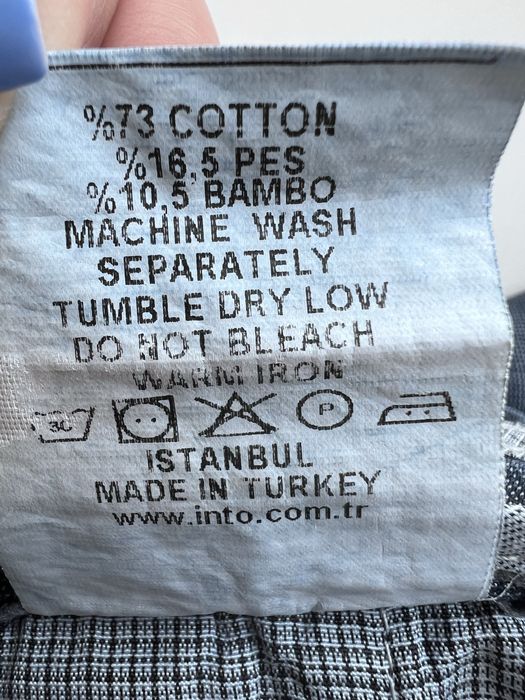 %73 COTTON
%16,5 PES
%10,5 BAMBO
MACHINE WASH
SEPARATELY
TUMBLE DRY LOW
DO NOT BLEACH
WARM IRON
30 P
ISTANBUL
MADE IN TURKEY
www.into.com.tr